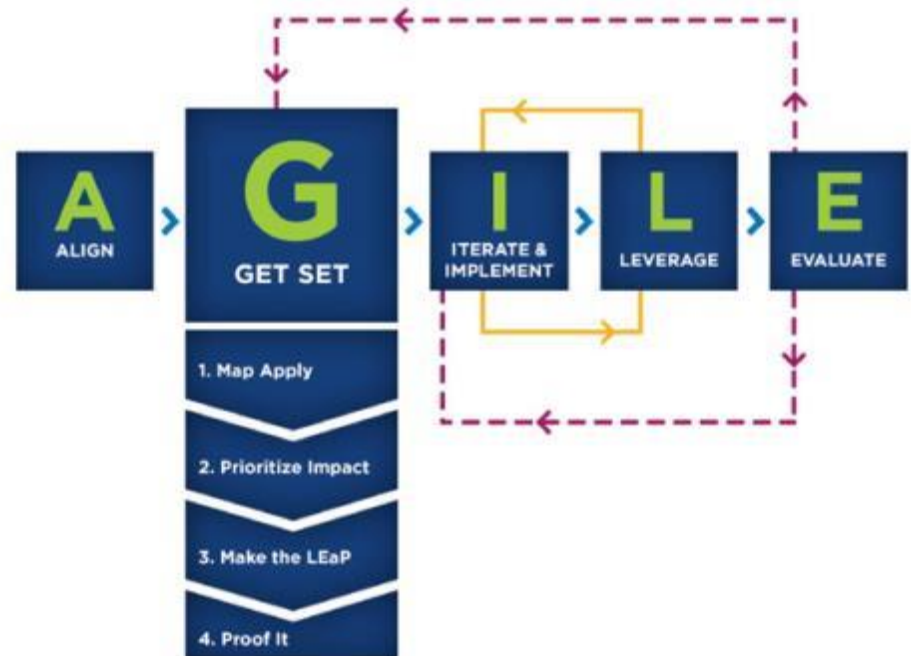 A
ALIGN
G
GET SET
I
ITERATE &
IMPLEMENT
L
LEVERAGE
E
EVALUATE
1. Map Apply
2. Prioritize Impact
3. Make the LEaP
4. Proof It